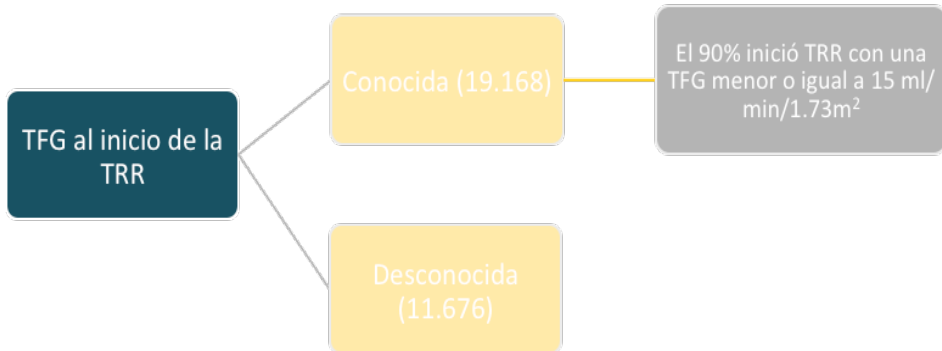 TFG al inicio de la
TRR
Conocida (19.168)
El 90% inició TRR con una
TFG menor o igual a 15 ml/
min/1.73m²
Desconocida
(11.676)